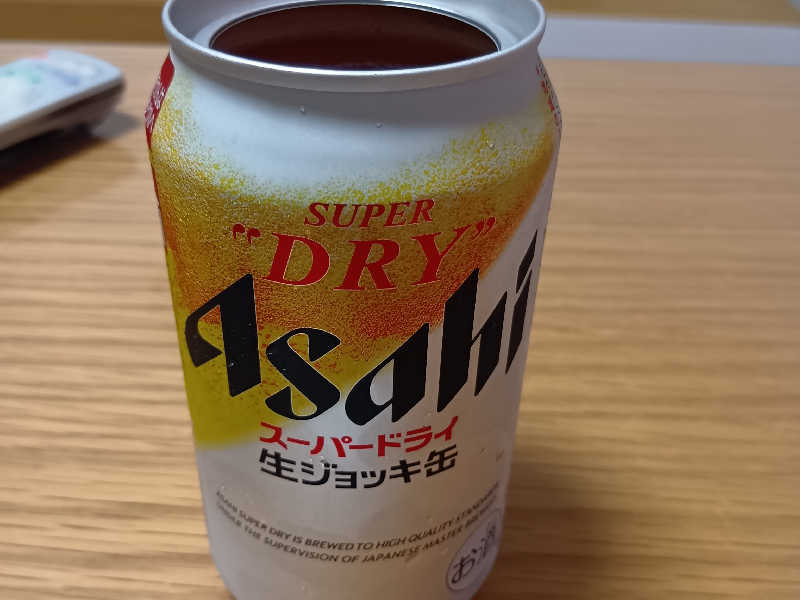 SUPER
"DRY"
Asahi
スーパードライ
生ジョッキ缶
ASAHI SUPER DRY IS BREWED TO HIGH QUALITY STANDARDS
UNDER THE SUPERVISION OF JAPANESE MASTER BREWERS
お酒